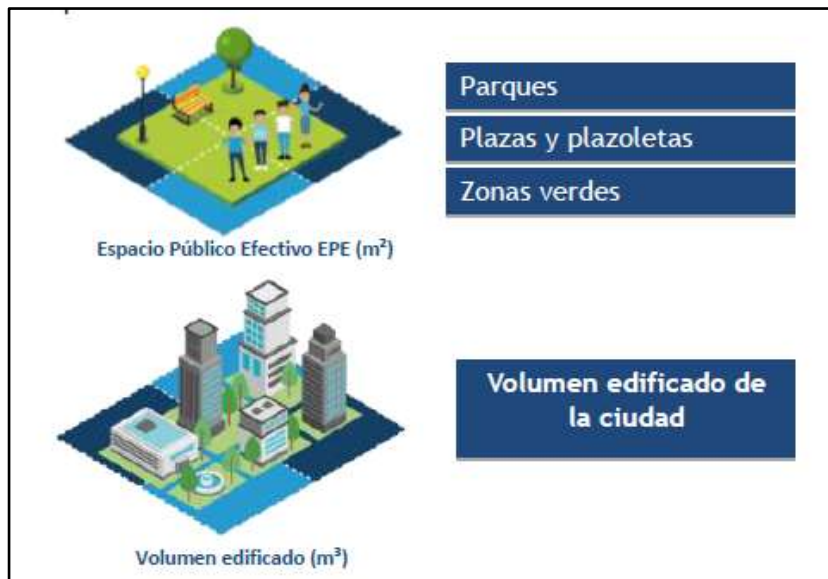 Parques
Plazas y plazoletas
Zonas verdes
Espacio Público Efectivo EPE (m²)
Volumen edificado de
la ciudad
Volumen edificado (m³)